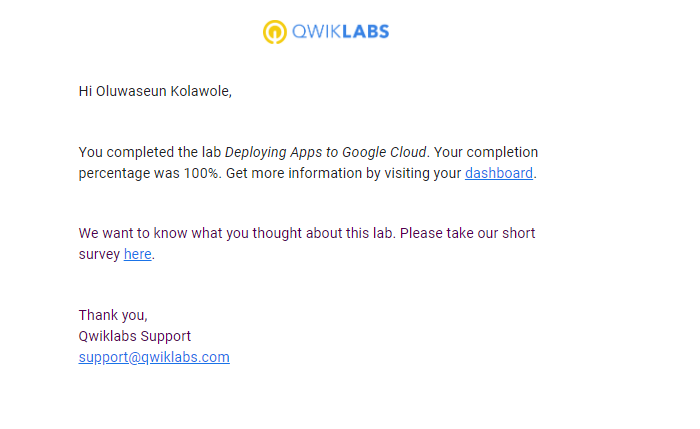 QWIKLABS
Hi Oluwaseun Kolawole,
You completed the lab Deploying Apps to Google Cloud. Your completion
percentage was 100%. Get more information by visiting your dashboard.
We want to know what you thought about this lab. Please take our short
survey here.
Thank you,
Qwiklabs Support
support@qwiklabs.com